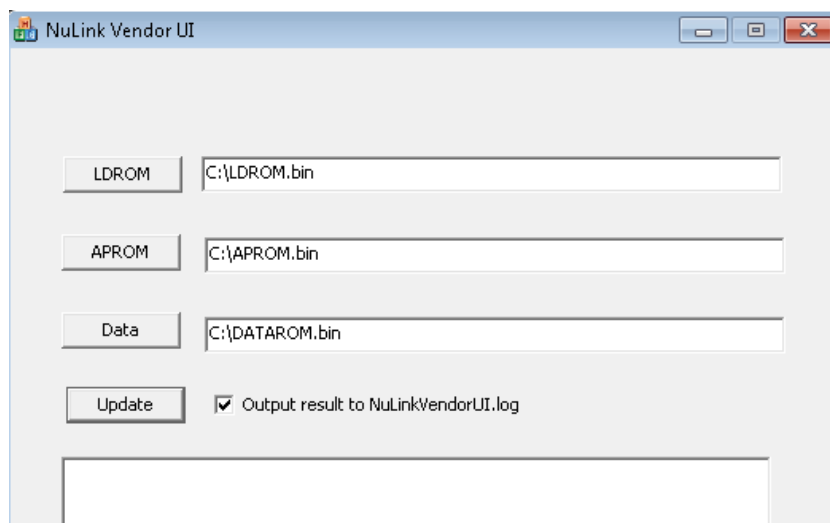 NuLink Vendor UI
LDROM C:\LDROM.bin
APROM C:\APROM.bin
Data C:\DATAROM.bin
Update Output result to NuLinkVendorUI.log